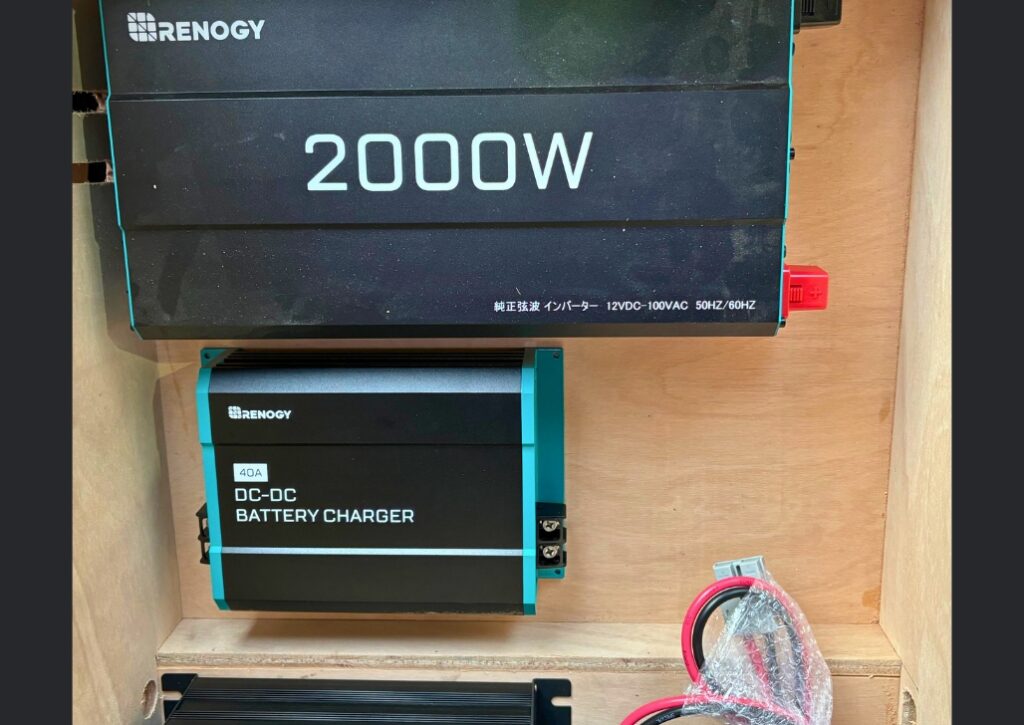 RENOGY
2000W
純正弦波 インバーター 12VDC-100VAC 50HZ/60HZ
RENOGY
40A
DC-DC
BATTERY CHARGER